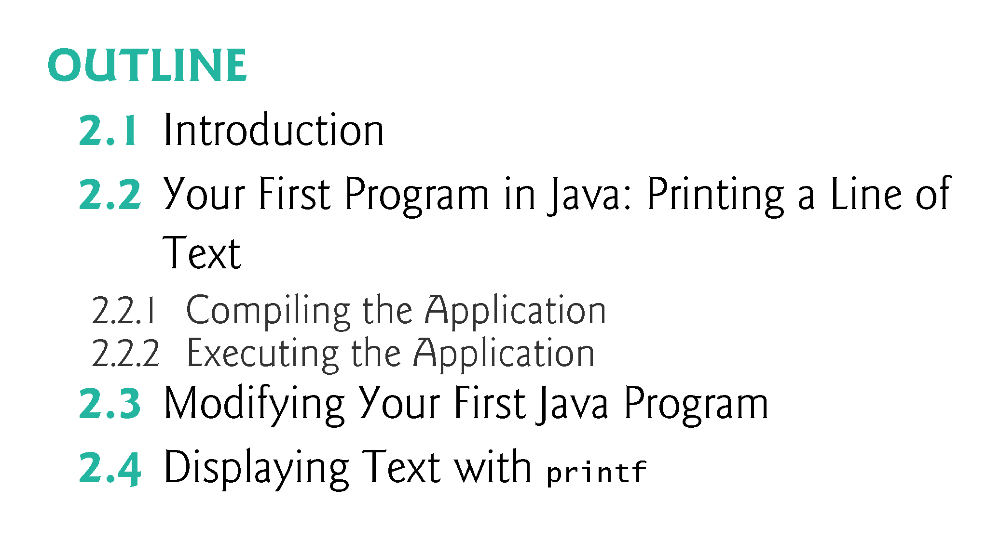 OUTLINE
2.1 Introduction
2.2 Your First Program in Java: Printing a Line of
Text
2.2.1 Compiling the Application
2.2.2 Executing the Application
2.3 Modifying Your First Java Program
2.4 Displaying Text with printf